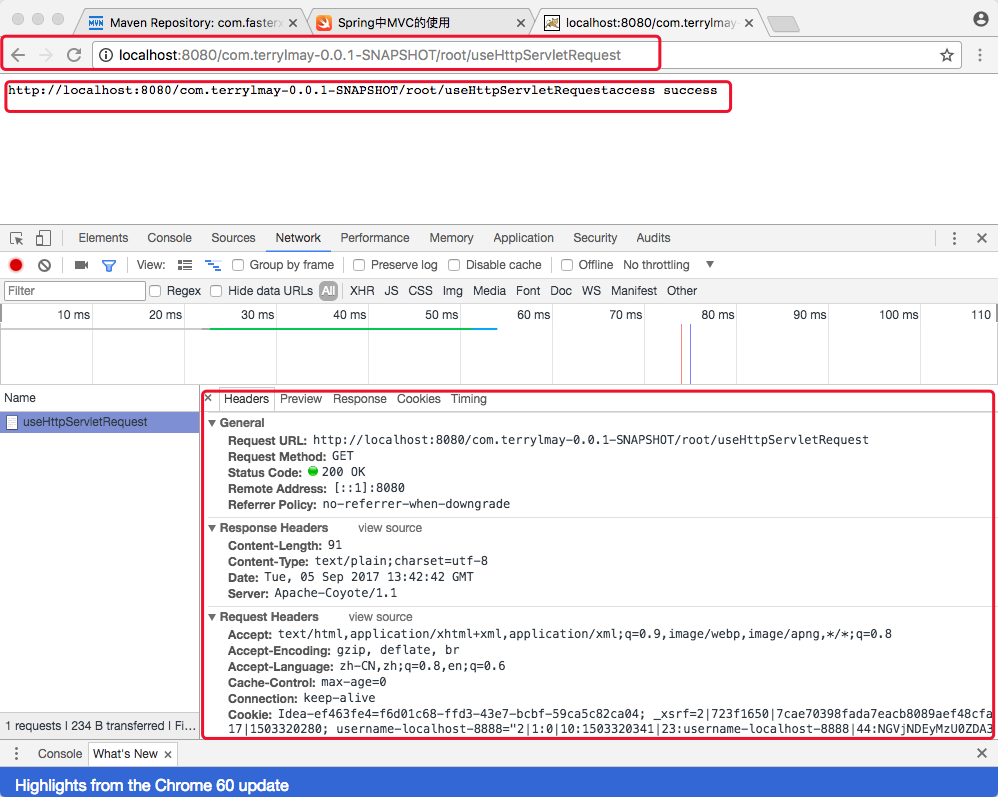 MVN Maven Repository: com.faster
Spring中MVC的使用
localhost:8080/com.terrylmay-
localhost:8080/com.terrylmay-0.0.1-SNAPSHOT/root/useHttpServletRequest
http://localhost:8080/com.terrylmay-0.0.1-SNAPSHOT/root/useHttpServletRequestaccess success
Elements Console Sources Network Performance Memory Application Security Audits
View: Group by frame Preserve log Disable cache Offline No throttling
Filter Regex Hide data URLs All XHR JS CSS Img Media Font Doc WS Manifest Other
10 ms 20 ms 30 ms 40 ms 50 ms 60 ms 70 ms 80 ms 90 ms 100 ms 110
Name
useHttpServletRequest
Headers Preview Response Cookies Timing
General
Request URL: http://localhost:8080/com.terrylmay-0.0.1-SNAPSHOT/root/useHttpServletRequest
Request Method: GET
Status Code: 200 OK
Remote Address: [::1]:8080
Referrer Policy: no-referrer-when-downgrade
Response Headers view source
Content-Length: 91
Content-Type: text/plain;charset=utf-8
Date: Tue, 05 Sep 2017 13:42:42 GMT
Server: Apache-Coyote/1.1
Request Headers view source
Accept: text/html,application/xhtml+xml,application/xml;q=0.9,image/webp,image/apng,*/*;q=0.8
Accept-Encoding: gzip, deflate, br
Accept-Language: zh-CN,zh;q=0.8,en;q=0.6
Cache-Control: max-age=0
Connection: keep-alive
Cookie: Idea-ef463fe4=f6d01c68-ffd3-43e7-bcbf-59ca5c82ca04; _xsrf=2|723f1650|7cae70398fada7eacb8089aef48cfa
17|1503320280; username-localhost-8888="2|1:0|10:1503320341|23:username-localhost-8888|44:NGVjNDEyMzU0ZDA3
1 requests | 234 B transferred | Fi...
Console What's New
Highlights from the Chrome 60 update